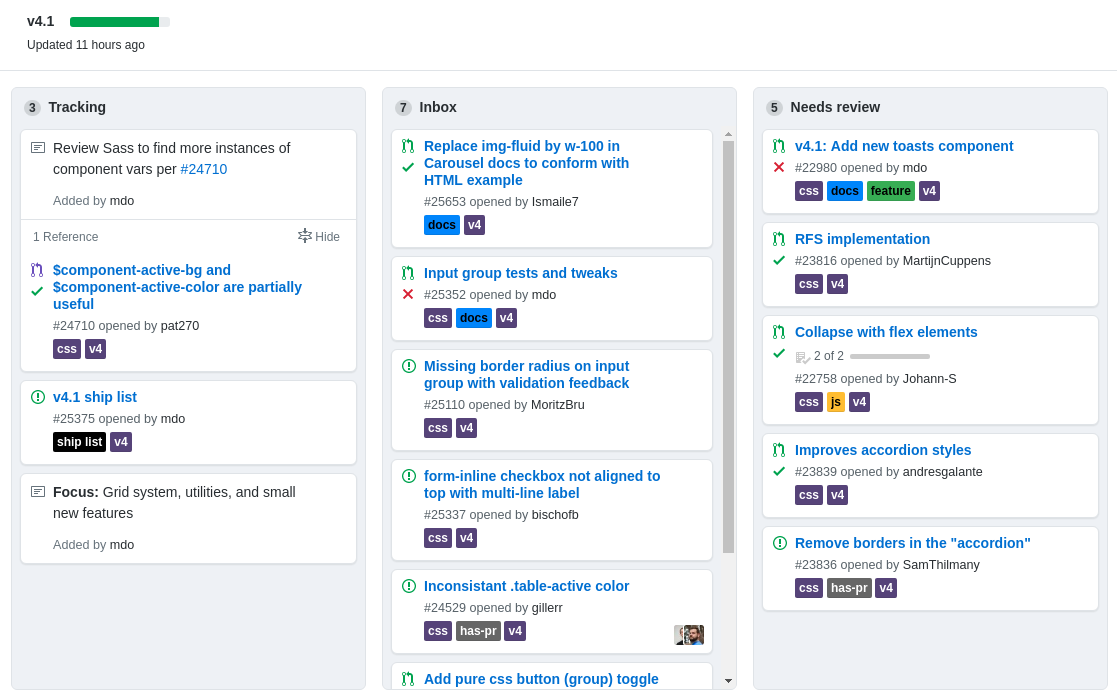 v4.1
Updated 11 hours ago
3 Tracking
Review Sass to find more instances of
component vars per #24710
Added by mdo
1 Reference
Hide
$component-active-bg and
$component-active-color are partially
useful
#24710 opened by pat270
css v4
v4.1 ship list
#25375 opened by mdo
ship list v4
Focus: Grid system, utilities, and small
new features
Added by mdo
7 Inbox
Replace img-fluid by w-100 in
Carousel docs to conform with
HTML example
#25653 opened by Ismaile7
docs v4
Input group tests and tweaks
#25352 opened by mdo
css docs v4
Missing border radius on input
group with validation feedback
#25110 opened by MoritzBru
css v4
form-inline checkbox not aligned to
top with multi-line label
#25337 opened by bischofb
css v4
Inconsistant .table-active color
#24529 opened by gillerr
css has-pr v4
Add pure css button (group) toggle
5 Needs review
v4.1: Add new toasts component
#22980 opened by mdo
css docs feature v4
RFS implementation
#23816 opened by MartijnCuppens
css v4
Collapse with flex elements
2 of 2
#22758 opened by Johann-S
css js v4
Improves accordion styles
#23839 opened by andresgalante
css v4
Remove borders in the "accordion"
#23836 opened by SamThilmany
css has-pr v4